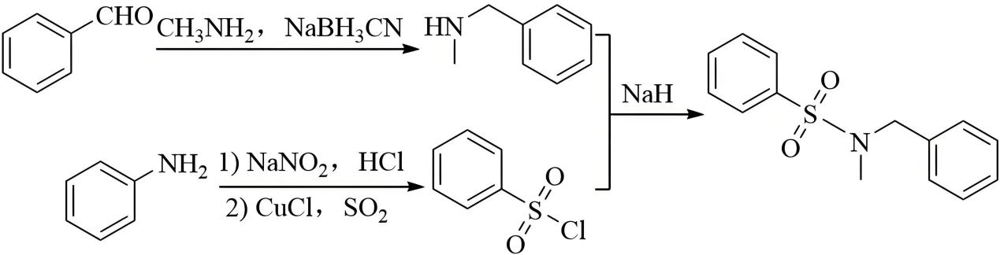 CHO
CH₃NH₂， NaBH₃CN
HN
NaH
O
S
O
N
NH₂
1) NaNO₂， HCl
2) CuCl， SO₂
O
S
Cl
O